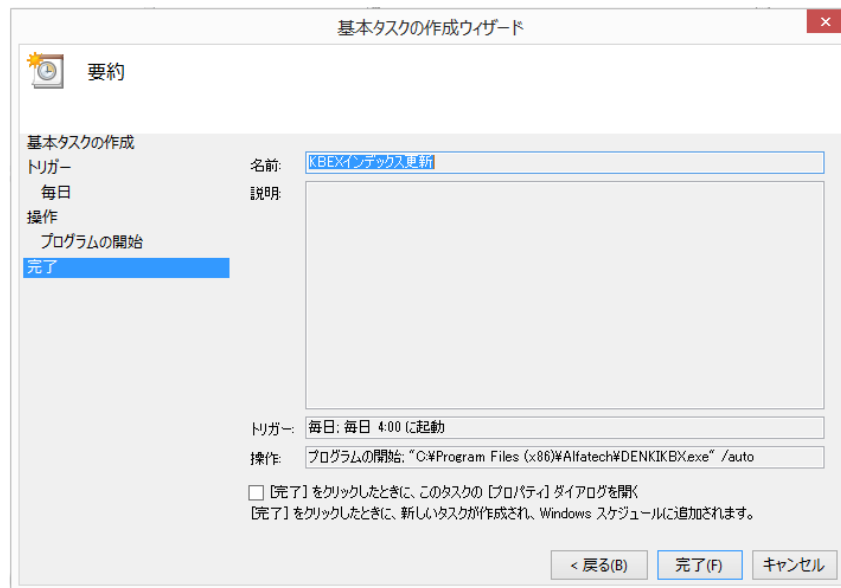 基本タスクの作成ウィザード
要約
基本タスクの作成
トリガー
毎日
操作
プログラムの開始
完了
名前:
KBEXインデックス更新
説明:
トリガー:
毎日; 毎日 4:00 に起動
操作:
プログラムの開始; "C:¥Program Files (x86)¥Alfatech¥DENKIKBX.exe" /auto
[完了] をクリックしたときに、このタスクの [プロパティ] ダイアログを開く
[完了] をクリックしたときに、新しいタスクが作成され、Windows スケジュールに追加されます。
< 戻る(B)
完了(F)
キャンセル